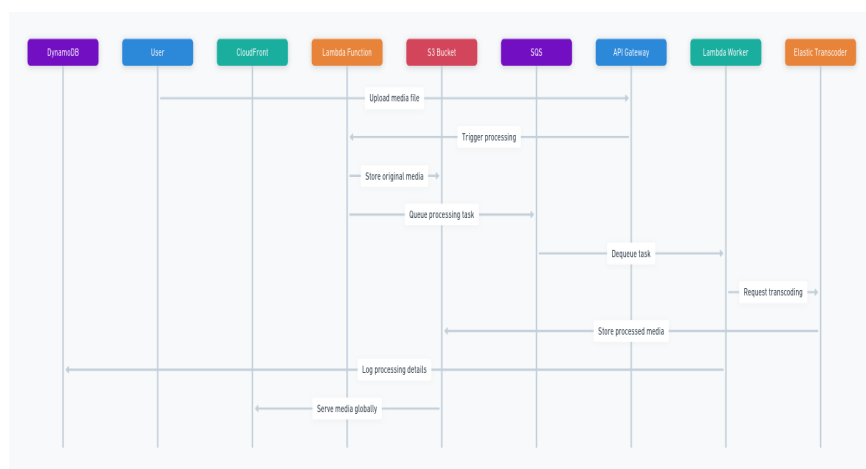 DynamoDB
User
CloudFront
Lambda Function
S3 Bucket
SQS
API Gateway
Lambda Worker
Elastic Transcoder
Upload media file
Trigger processing
Store original media
Queue processing task
Dequeue task
Request transcoding
Store processed media
Log processing details
Serve media globally